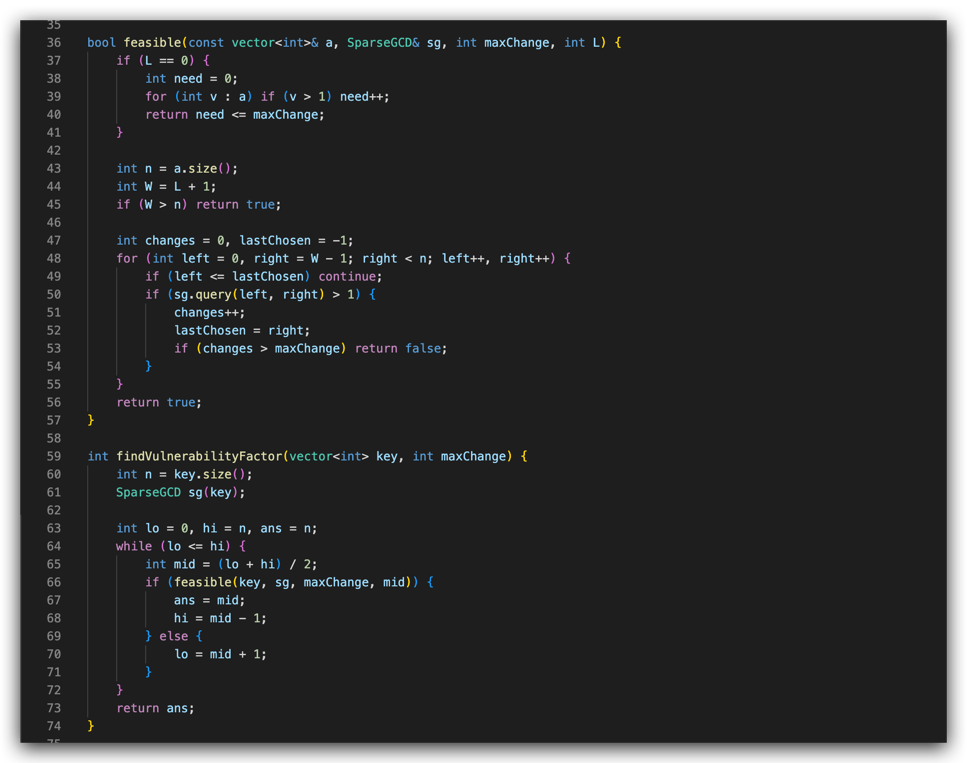 35
36 bool feasible(const vector<int>& a, SparseGCD& sg, int maxChange, int L) {
37     if (L == 0) {
38         int need = 0;
39         for (int v : a) if (v > 1) need++;
40         return need <= maxChange;
41     }
42
43     int n = a.size();
44     int W = L + 1;
45     if (W > n) return true;
46
47     int changes = 0, lastChosen = -1;
48     for (int left = 0, right = W - 1; right < n; left++, right++) {
49         if (left <= lastChosen) continue;
50         if (sg.query(left, right) > 1) {
51             changes++;
52             lastChosen = right;
53             if (changes > maxChange) return false;
54         }
55     }
56     return true;
57 }
58
59 int findVulnerabilityFactor(vector<int> key, int maxChange) {
60     int n = key.size();
61     SparseGCD sg(key);
62
63     int lo = 0, hi = n, ans = n;
64     while (lo <= hi) {
65         int mid = (lo + hi) / 2;
66         if (feasible(key, sg, maxChange, mid)) {
67             ans = mid;
68             hi = mid - 1;
69         } else {
70             lo = mid + 1;
71         }
72     }
73     return ans;
74 }
75